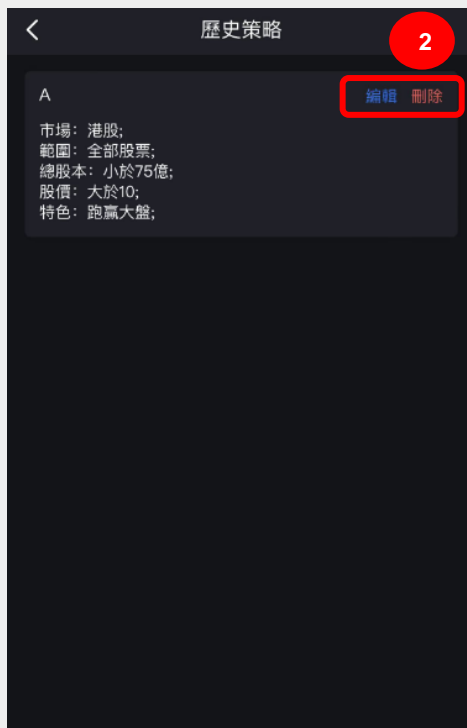 歷史策略
2
A
編輯 刪除
市場：港股;
範圍：全部股票;
總股本：小於75億;
股價：大於10;
特色：跑贏大盤;